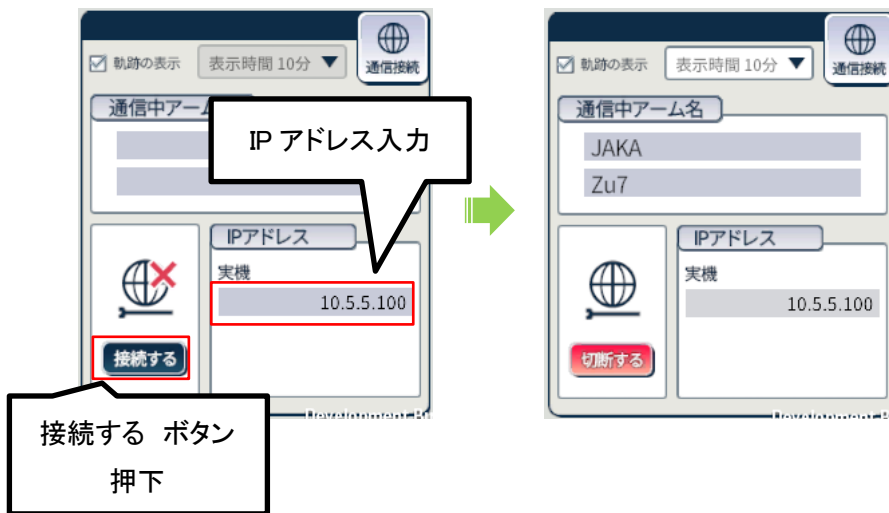 軌跡の表示
表示時間 10分 ▼
通信接続
通信中アー
IP アドレス入力
IPアドレス
実機
10.5.5.100
接続する
接続する ボタン
押下
軌跡の表示
表示時間 10分 ▼
通信接続
通信中アーム名
JAKA
Zu7
IPアドレス
実機
10.5.5.100
切断する